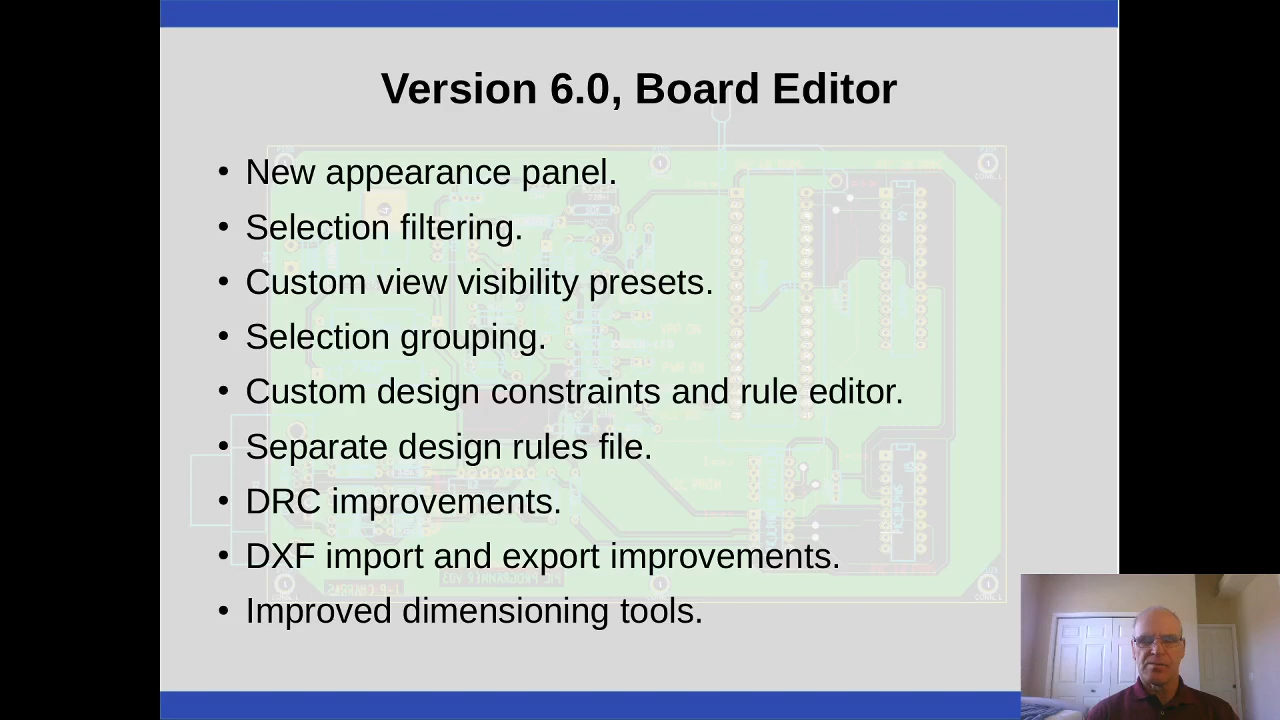 Version 6.0, Board Editor
• New appearance panel.
• Selection filtering.
• Custom view visibility presets.
• Selection grouping.
• Custom design constraints and rule editor.
• Separate design rules file.
• DRC improvements.
• DXF import and export improvements.
• Improved dimensioning tools.